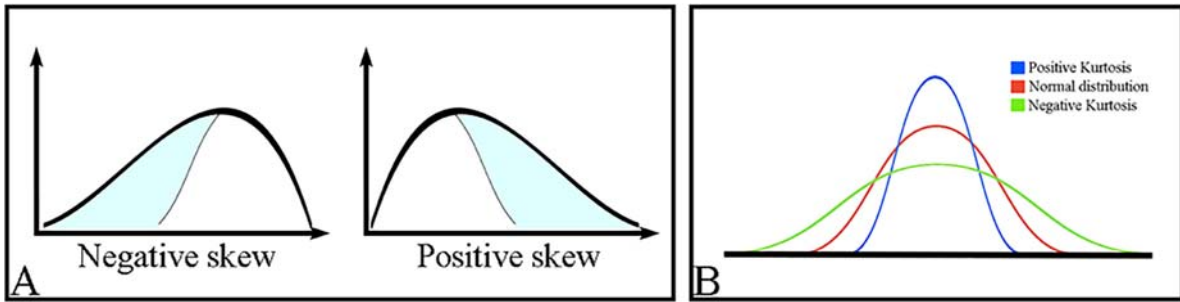 Negative skew
Positive skew
A
Positive Kurtosis
Normal distribution
Negative Kurtosis
B